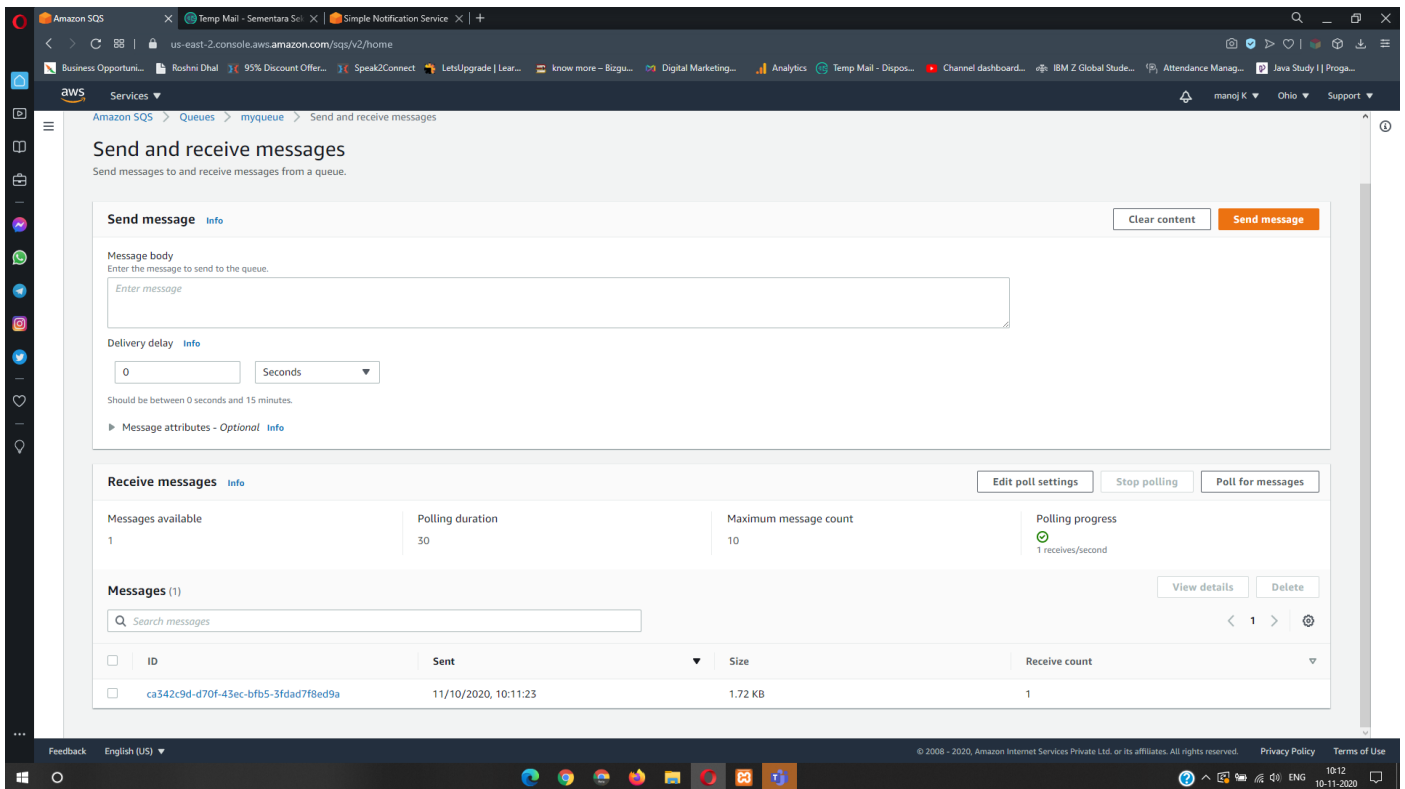 Amazon SQS
Temp Mail - Sementara Sel
Simple Notification Service
us-east-2.console.aws.amazon.com/sqs/v2/home
Business Opportuni...
Roshni Dhal
95% Discount Offer...
Speak2Connect
LetsUpgrade | Lear...
know more – Bizgu...
Digital Marketing...
Analytics
Temp Mail - Dispos...
Channel dashboard...
IBM Z Global Stude...
Attendance Manag...
Java Study I | Proga...
aws
Services ▼
manoj K ▼
Ohio ▼
Support ▼
Amazon SQS > Queues > myqueue > Send and receive messages
Send and receive messages
Send messages to and receive messages from a queue.
Send message Info
Clear content
Send message
Message body
Enter the message to send to the queue.
Enter message
Delivery delay Info
0
Seconds
Should be between 0 seconds and 15 minutes.
Message attributes - Optional Info
Receive messages Info
Edit poll settings
Stop polling
Poll for messages
Messages available
Polling duration
Maximum message count
Polling progress
1
30
10
1 receives/second
Messages (1)
View details
Delete
Search messages
< 1 >
ID
Sent
Size
Receive count
ca342c9d-d70f-43ec-bfb5-3fdad7f8ed9a
11/10/2020, 10:11:23
1.72 KB
1
Feedback
English (US) ▼
© 2008 - 2020, Amazon Internet Services Private Ltd. or its affiliates. All rights reserved.
Privacy Policy
Terms of Use
ENG
10:12
10-11-2020